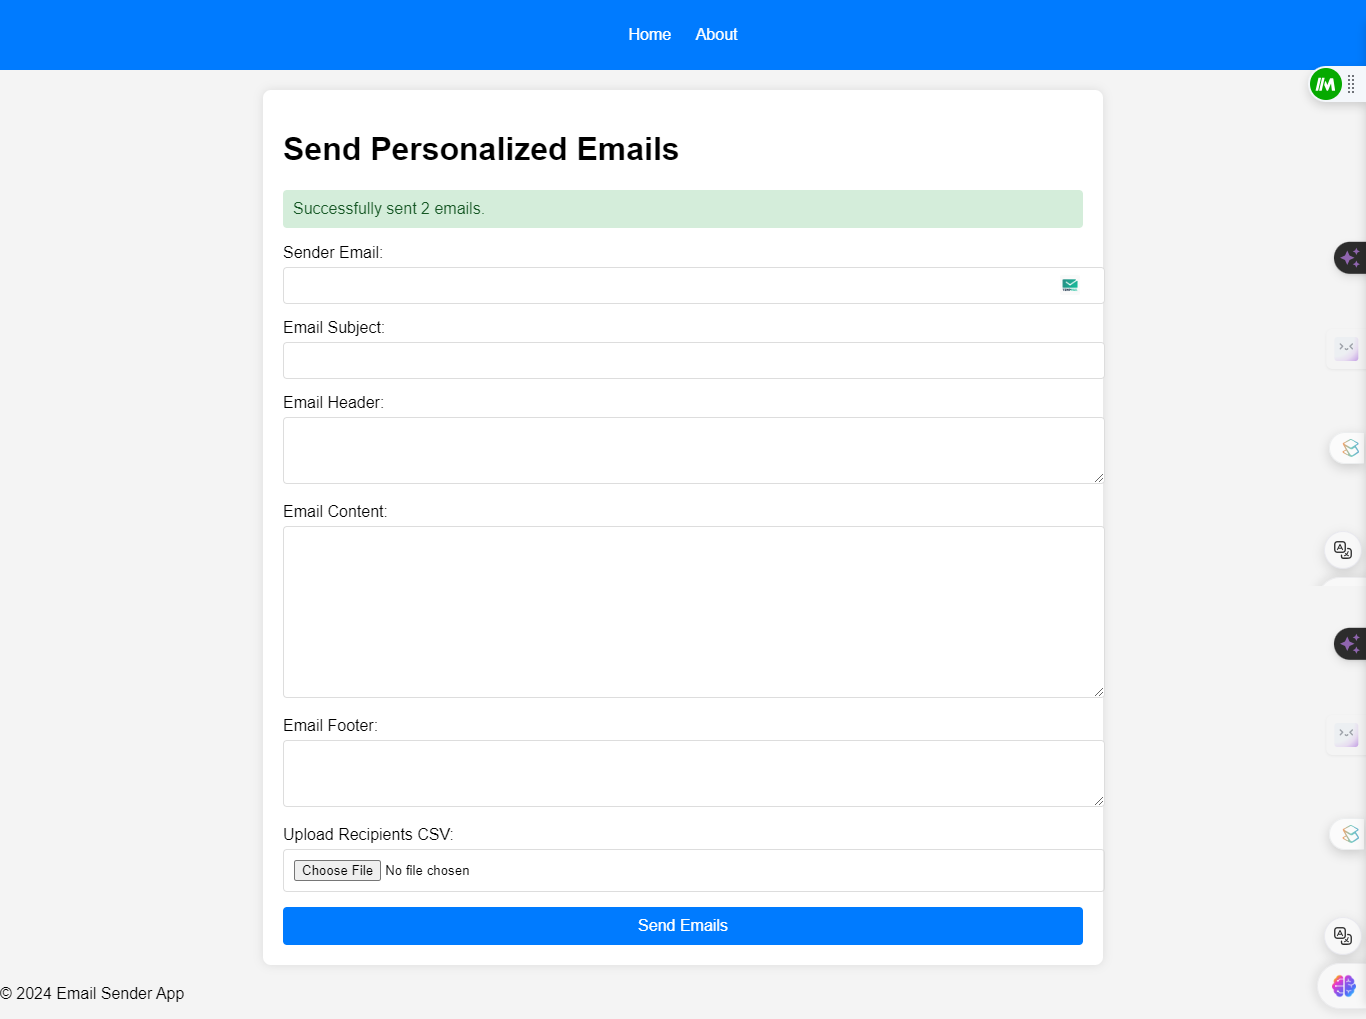 Home About
Send Personalized Emails
Successfully sent 2 emails.
Sender Email:
Email Subject:
Email Header:
Email Content:
Email Footer:
Upload Recipients CSV:
Choose File No file chosen
Send Emails
© 2024 Email Sender App